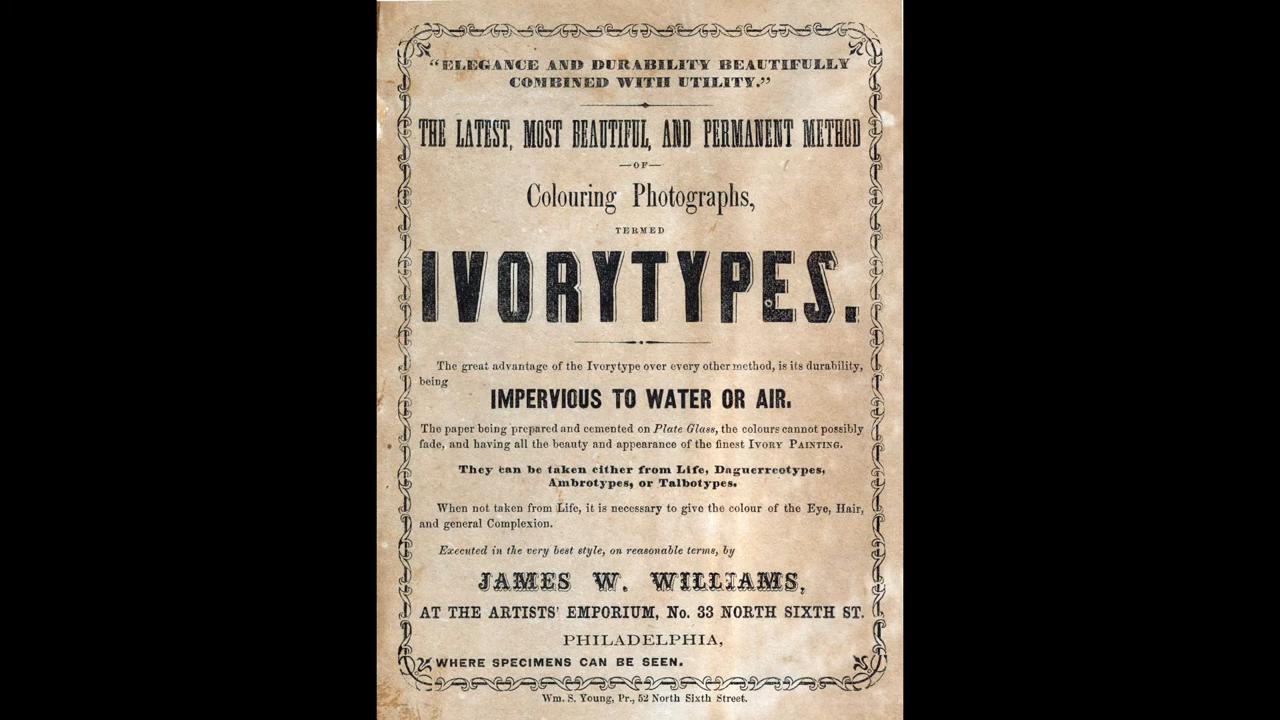 “ELEGANCE AND DURABILITY BEAUTIFULLY
COMBINED WITH UTILITY.”
THE LATEST, MOST BEAUTIFUL, AND PERMANENT METHOD
—OF—
Colouring Photographs,
TERMED
IVORYTYPES.
The great advantage of the Ivorytype over every other method, is its durability,
being
IMPERVIOUS TO WATER OR AIR.
The paper being prepared and cemented on Plate Glass, the colours cannot possibly
fade, and having all the beauty and appearance of the finest IVORY PAINTING.
They can be taken either from Life, Daguerreotypes,
Ambrotypes, or Talbotypes.
When not taken from Life, it is necessary to give the colour of the Eye, Hair,
and general Complexion.
Executed in the very best style, on reasonable terms, by
JAMES W. WILLIAMS,
AT THE ARTISTS' EMPORIUM, No. 33 NORTH SIXTH ST.
PHILADELPHIA,
WHERE SPECIMENS CAN BE SEEN.
Wm. S. Young, Pr., 52 North Sixth Street.